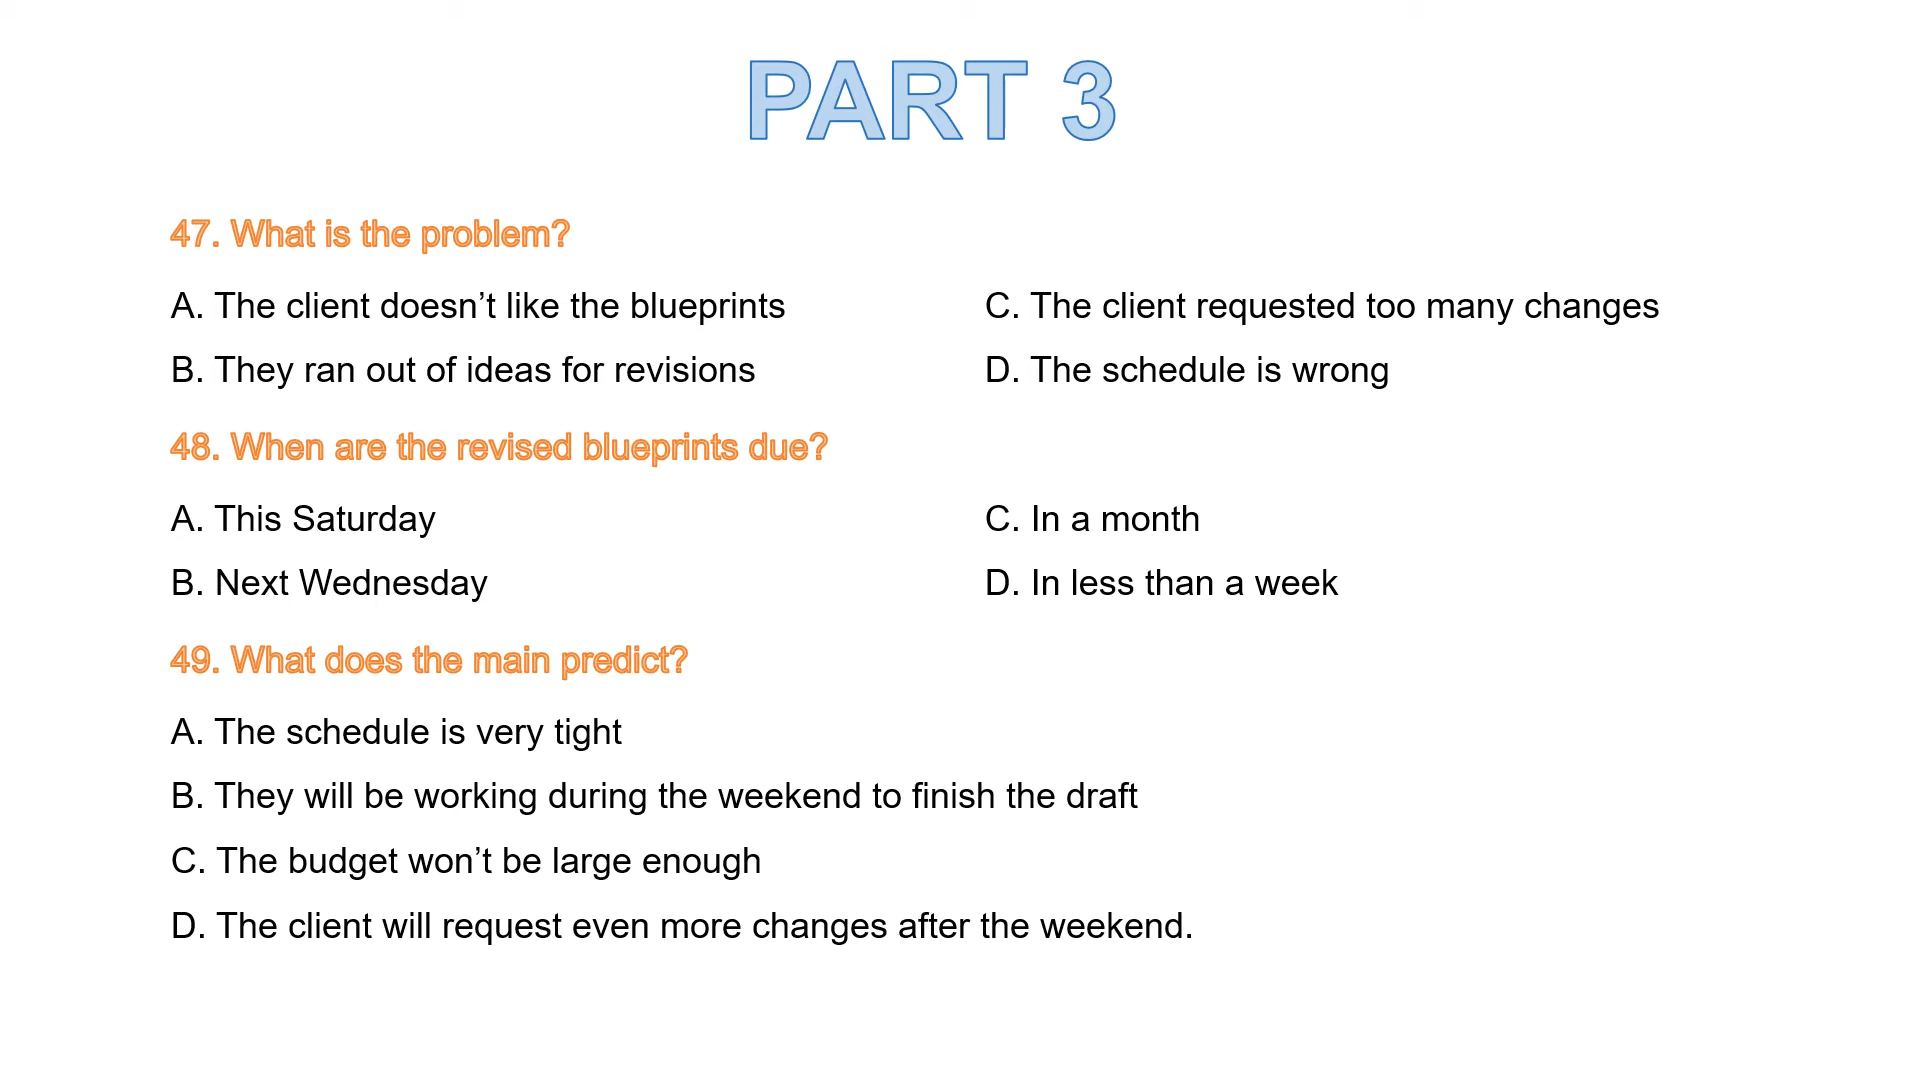 PART 3
47. What is the problem?
A. The client doesn’t like the blueprints
B. They ran out of ideas for revisions
C. The client requested too many changes
D. The schedule is wrong
48. When are the revised blueprints due?
A. This Saturday
B. Next Wednesday
C. In a month
D. In less than a week
49. What does the main predict?
A. The schedule is very tight
B. They will be working during the weekend to finish the draft
C. The budget won’t be large enough
D. The client will request even more changes after the weekend.